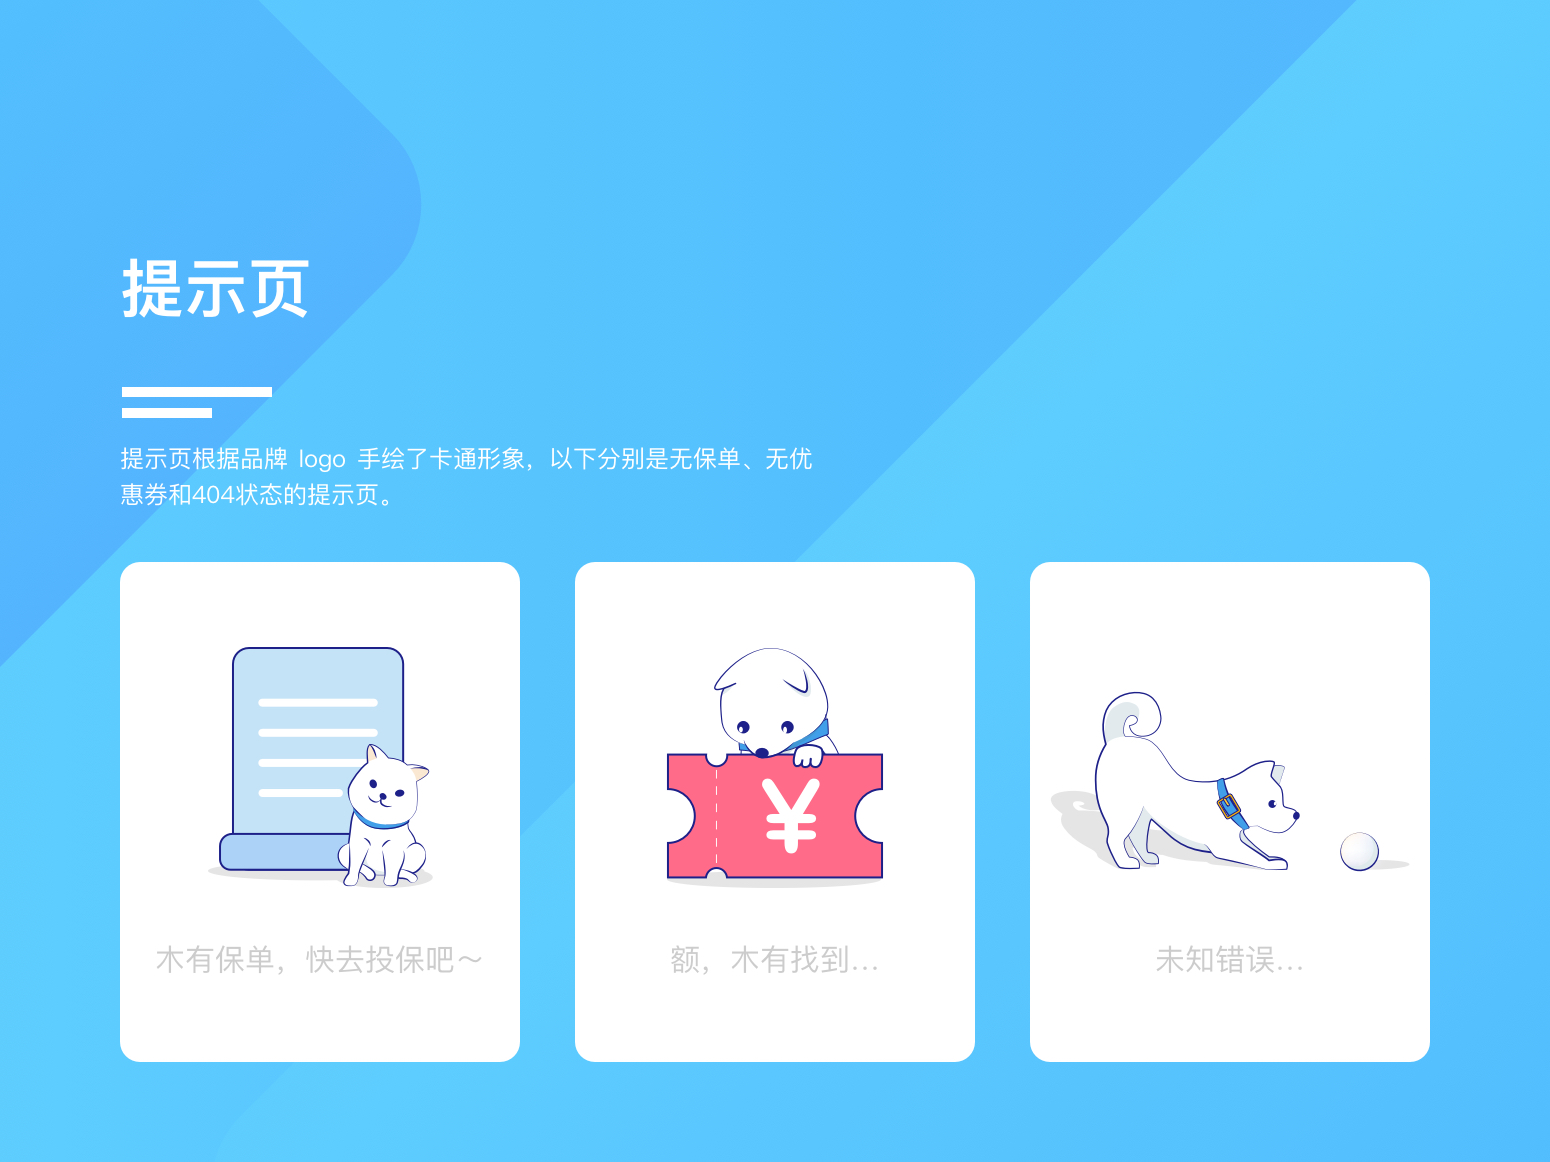 提示页
提示页根据品牌 logo 手绘了卡通形象，以下分别是无保单、无优
惠券和404状态的提示页。
¥
木有保单，快去投保吧～
额，木有找到...
未知错误...